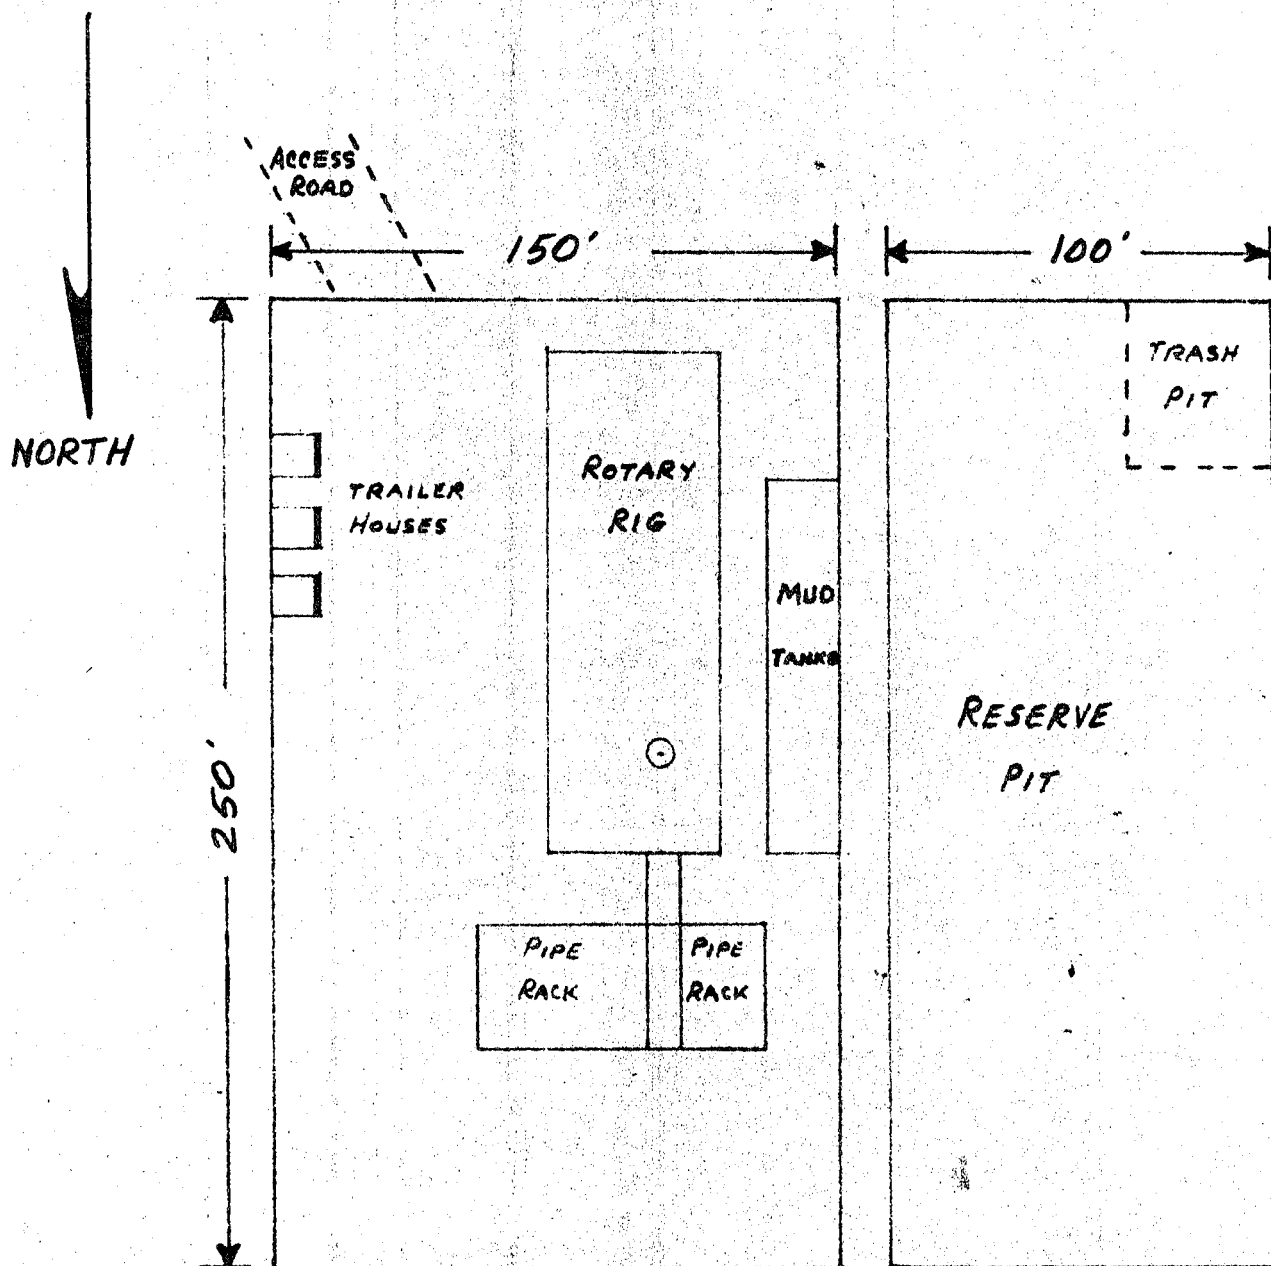 ACCESS
ROAD
150'
100'
NORTH
TRASH
PIT
TRAILER
HOUSES
ROTARY
RIG
MUD
TANKS
250'
RESERVE
PIT
PIPE
RACK
PIPE
RACK